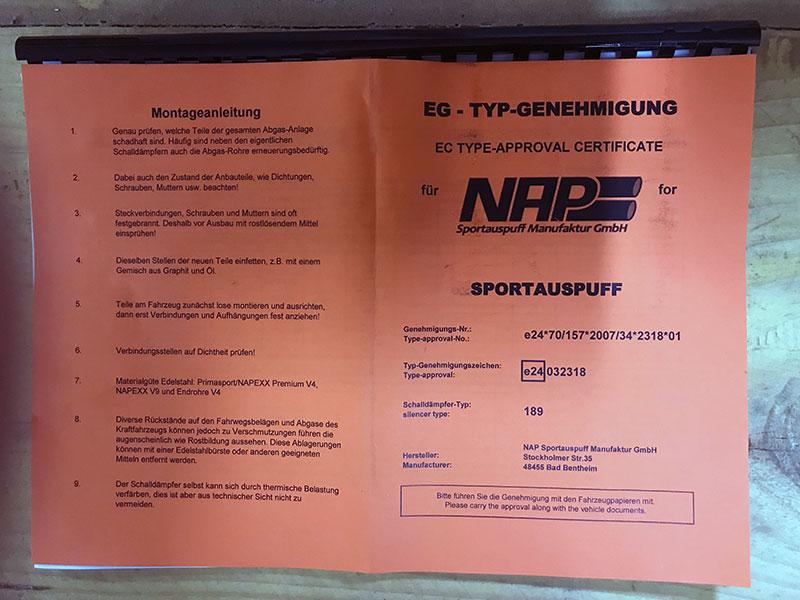 Montageanleitung
1. Genau prüfen, welche Teile der gesamten Abgas-Anlage
schadhaft sind. Häufig sind neben den eigentlichen
Schalldämpfern auch die Abgas-Rohre erneuerungsbedürftig.
2. Dabei auch den Zustand der Anbauteile, wie Dichtungen,
Schrauben, Muttern usw. beachten!
3. Steckverbindungen, Schrauben und Muttern sind oft
festgebrannt. Deshalb vor Ausbau mit rostlösendem Mittel
einsprühen!
4. Dieselben Stellen der neuen Teile einfetten, z.B. mit einem
Gemisch aus Graphit und Öl.
5. Teile am Fahrzeug zunächst lose montieren und ausrichten,
dann erst Verbindungen und Aufhängungen fest anziehen!
6. Verbindungsstellen auf Dichtheit prüfen!
7. Materialgüte Edelstahl: Primasport/NAPEXX Premium V4,
NAPEXX V9 und Endrohre V4
8. Diverse Rückstände auf den Fahrwegsbelägen und Abgase des
Kraftfahrzeugs können jedoch zu Verschmutzungen führen die
augenscheinlich wie Rostbildung aussehen. Diese Ablagerungen
können mit einer Edelstahlbürste oder anderen geeigneten
Mitteln entfernt werden.
9. Der Schalldämpfer selbst kann sich durch thermische Belastung
verfärben, dies ist aber aus technischer Sicht nicht zu
vermeiden.
EG - TYP-GENEHMIGUNG
EC TYPE-APPROVAL CERTIFICATE
für NAP for
Sportauspuff Manufaktur GmbH
SPORTAUSPUFF
Genehmigungs-Nr.:
Type-approval-No.: e24*70/157*2007/34*2318*01
Typ-Genehmigungszeichen:
Type-approval: e24 032318
Schalldämpfer-Typ:
silencer type: 189
Hersteller: NAP Sportauspuff Manufaktur GmbH
Manufacturer: Stockholmer Str.35
48455 Bad Bentheim
Bitte führen Sie die Genehmigung mit den Fahrzeugpapieren mit.
Please carry the approval along with the vehicle documents.